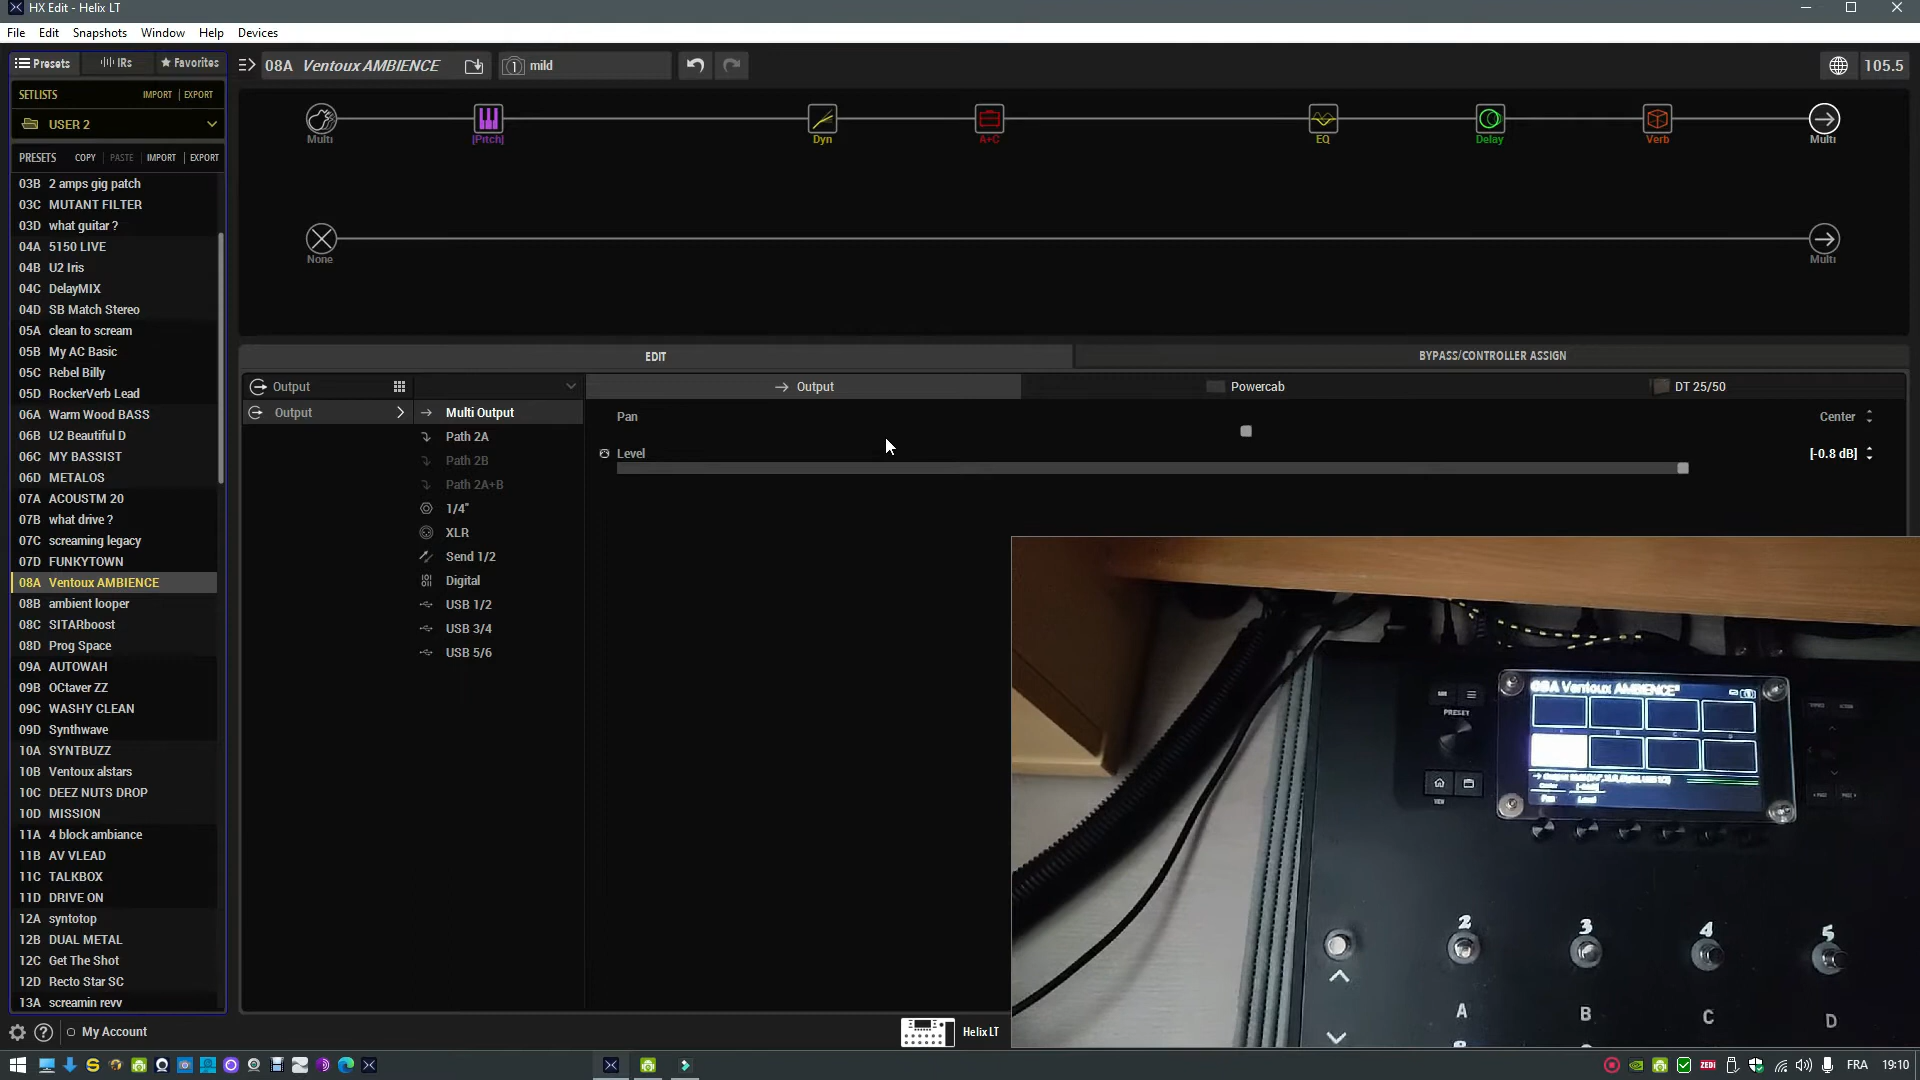 HX Edit - Helix LT
File Edit Snapshots Window Help Devices
Presets IRs Favorites
08A Ventoux AMBIENCE
1 mild
105.5
SETLISTS IMPORT | EXPORT
USER 2
PRESETS COPY | PASTE | IMPORT | EXPORT
03B 2 amps gig patch
03C MUTANT FILTER
03D what guitar ?
04A 5150 LIVE
04B U2 Iris
04C DelayMIX
04D SB Match Stereo
05A clean to scream
05B My AC Basic
05C Rebel Billy
05D RockerVerb Lead
06A Warm Wood BASS
06B U2 Beautiful D
06C MY BASSIST
06D METALOS
07A ACOUSTM 20
07B what drive ?
07C screaming legacy
07D FUNKYTOWN
08A Ventoux AMBIENCE
08B ambient looper
08C SITARboost
08D Prog Space
09A AUTOWAH
09B OCtaver ZZ
09C WASHY CLEAN
09D Synthwave
10A SYNTBUZZ
10B Ventoux alstars
10C DEEZ NUTS DROP
10D MISSION
11A 4 block ambiance
11B AV VLEAD
11C TALKBOX
11D DRIVE ON
12A syntotop
12B DUAL METAL
12C Get The Shot
12D Recto Star SC
13A screamin revv
Multi [Pitch] Dyn A+C EQ Delay Verb Multi
None Multi
EDIT BYPASS/CONTROLLER ASSIGN
Output
Output
Multi Output
Path 2A
Path 2B
Path 2A+B
1/4"
XLR
Send 1/2
Digital
USB 1/2
USB 3/4
USB 5/6
Output Powercab DT 25/50
Pan Center
Level [-0.8 dB]
08A Ventoux AMBIENCE
PRESET
Pan Level
2 3 4 5
A B C D
My Account
Helix LT
ZEDI
FRA 19:10